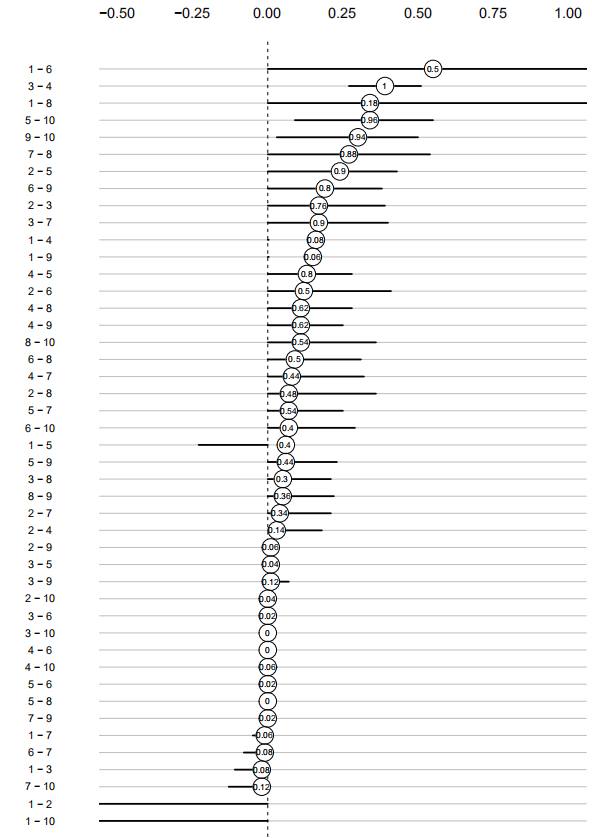 −0.50 −0.25 0.00 0.25 0.50 0.75 1.00
1 − 6 0.5
3 − 4 1
1 − 8 0.18
5 − 10 0.96
9 − 10 0.94
7 − 8 0.88
2 − 5 0.9
6 − 9 0.8
2 − 3 0.76
3 − 7 0.9
1 − 4 0.08
1 − 9 0.06
4 − 5 0.8
2 − 6 0.5
4 − 8 0.62
4 − 9 0.62
8 − 10 0.54
6 − 8 0.5
4 − 7 0.44
2 − 8 0.48
5 − 7 0.54
6 − 10 0.4
1 − 5 0.4
5 − 9 0.44
3 − 8 0.3
8 − 9 0.36
2 − 7 0.34
2 − 4 0.14
2 − 9 0.06
3 − 5 0.04
3 − 9 0.12
2 − 10 0.04
3 − 6 0.02
3 − 10 0
4 − 6 0
4 − 10 0.06
5 − 6 0.02
5 − 8 0
7 − 9 0.02
1 − 7 0.06
6 − 7 0.08
1 − 3 0.08
7 − 10 0.12
1 − 2
1 − 10